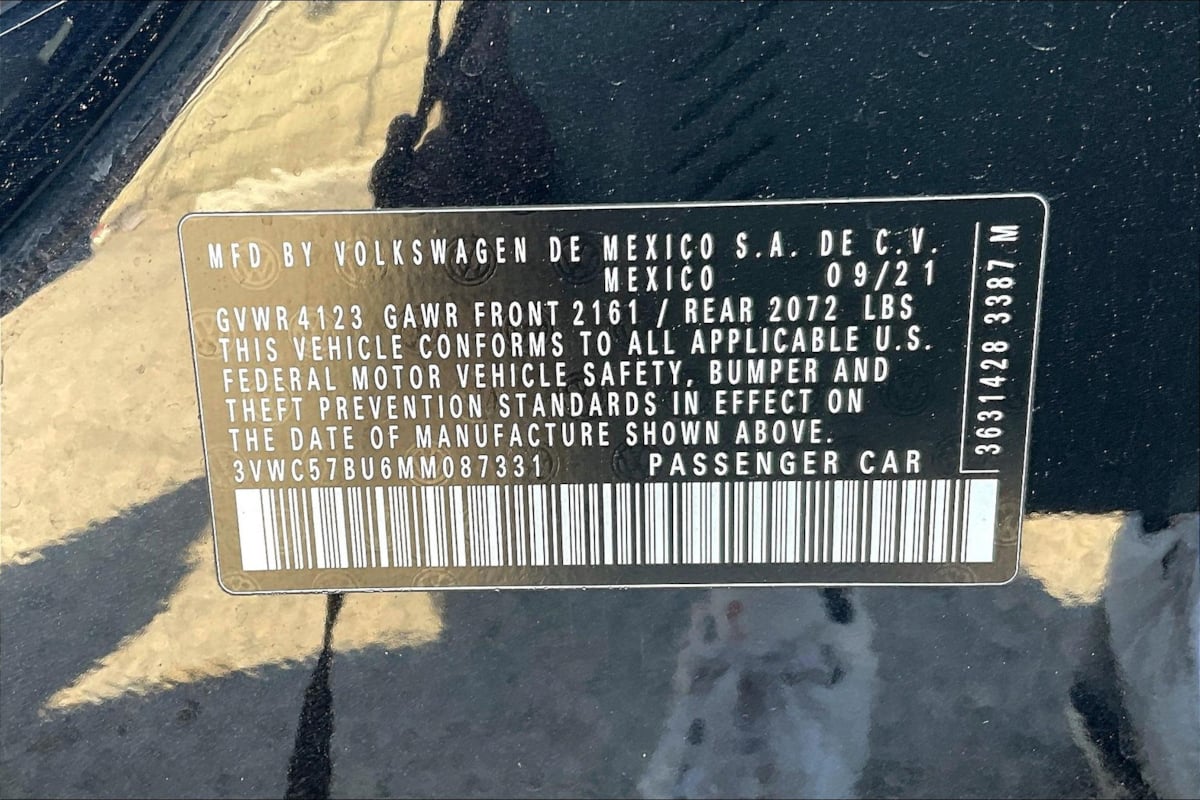 MFD BY VOLKSWAGEN DE MEXICO S.A. DE C.V.
MEXICO 09/21
GVWR 4123 GAWR FRONT 2161 / REAR 2072 LBS
THIS VEHICLE CONFORMS TO ALL APPLICABLE U.S.
FEDERAL MOTOR VEHICLE SAFETY, BUMPER AND
THEFT PREVENTION STANDARDS IN EFFECT ON
THE DATE OF MANUFACTURE SHOWN ABOVE.
3VWC57BU6MM087331 PASSENGER CAR
3631428 3387 M